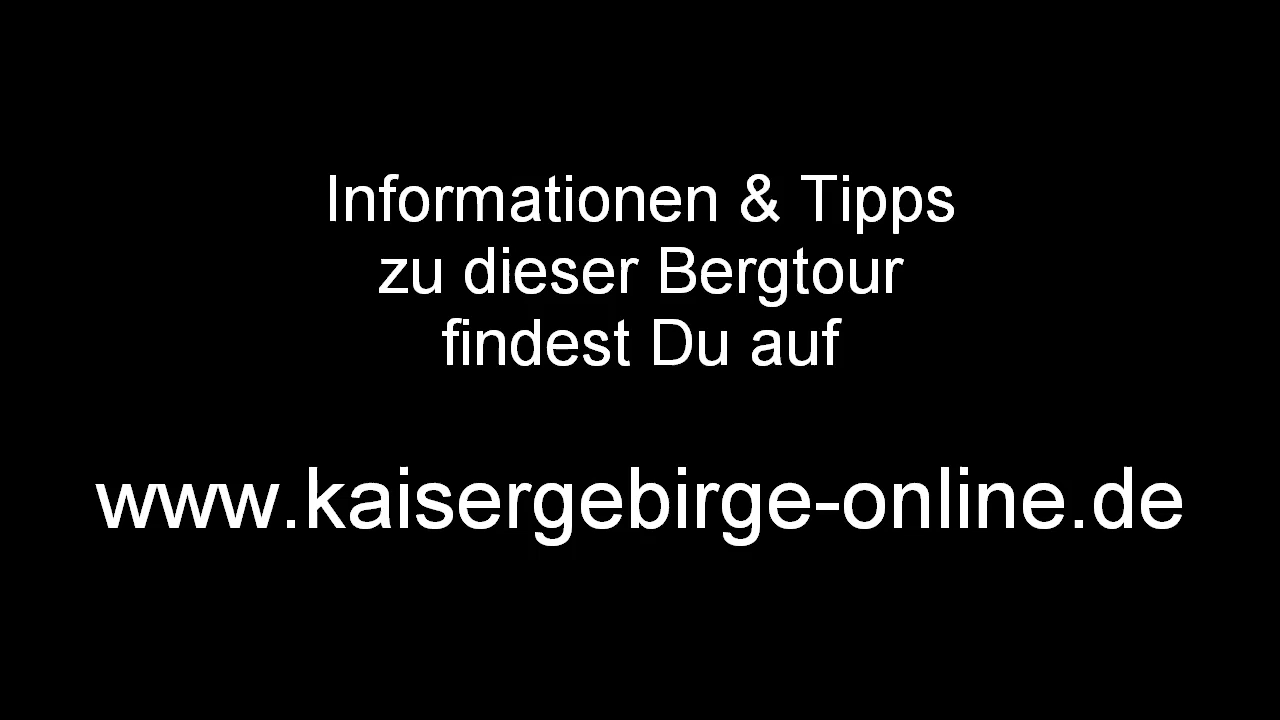 Informationen & Tipps
zu dieser Bergtour
findest Du auf
www.kaisergebirge-online.de